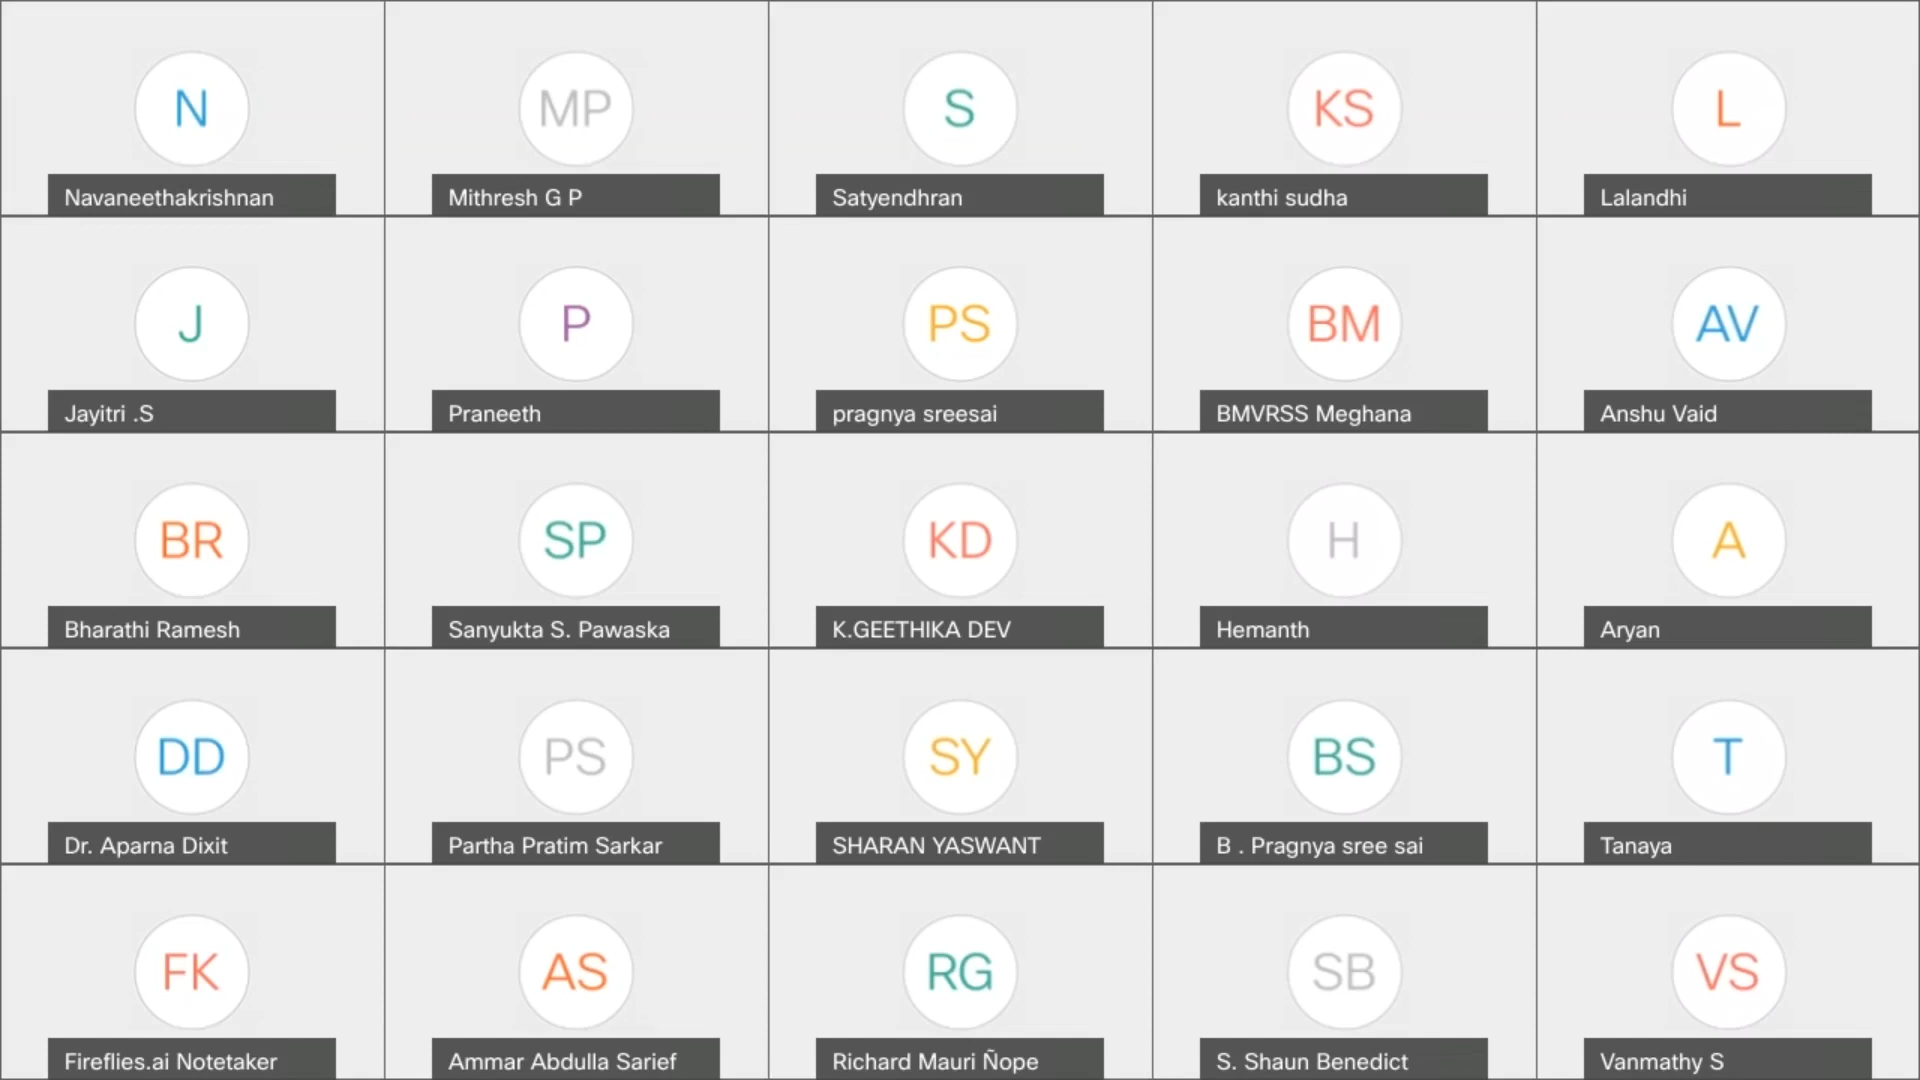 N
MP
S
KS
L
Navaneethakrishnan
Mithresh G P
Satyendhran
kanthi sudha
Lalandhi
J
P
PS
BM
AV
Jayitri .S
Praneeth
pragnya sreesai
BMVRSS Meghana
Anshu Vaid
BR
SP
KD
H
A
Bharathi Ramesh
Sanyukta S. Pawaska
K.GEETHIKA DEV
Hemanth
Aryan
DD
PS
SY
BS
T
Dr. Aparna Dixit
Partha Pratim Sarkar
SHARAN YASWANT
B . Pragnya sree sai
Tanaya
FK
AS
RG
SB
VS
Fireflies.ai Notetaker
Ammar Abdulla Sarief
Richard Mauri Ñope
S. Shaun Benedict
Vanmathy S